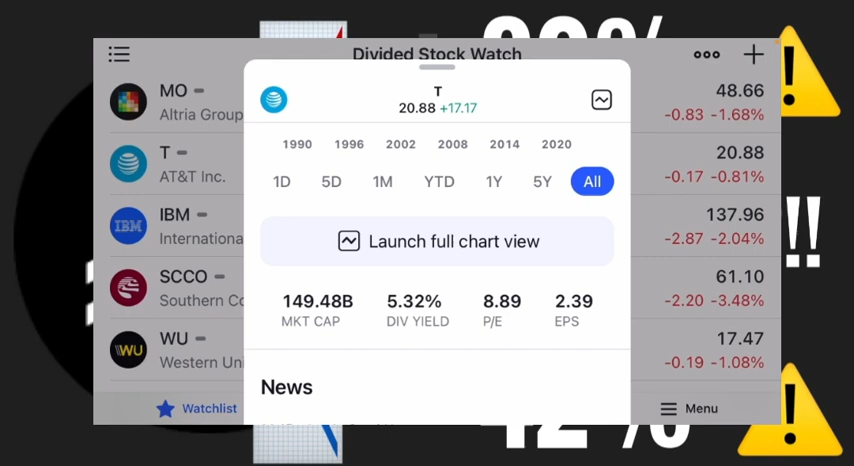 Divided Stock Watch
MO
Altria Group
48.66
-0.83 -1.68%
T
AT&T Inc.
20.88
-0.17 -0.81%
IBM
IBM
Internationa
137.96
-2.87 -2.04%
SCCO
Southern Co
61.10
-2.20 -3.48%
WU
WU
Western Un
17.47
-0.19 -1.08%
Watchlist
Menu
T
20.88 +17.17
1990 1996 2002 2008 2014 2020
1D 5D 1M YTD 1Y 5Y All
Launch full chart view
149.48B 5.32% 8.89 2.39
MKT CAP DIV YIELD P/E EPS
News
!!
42%